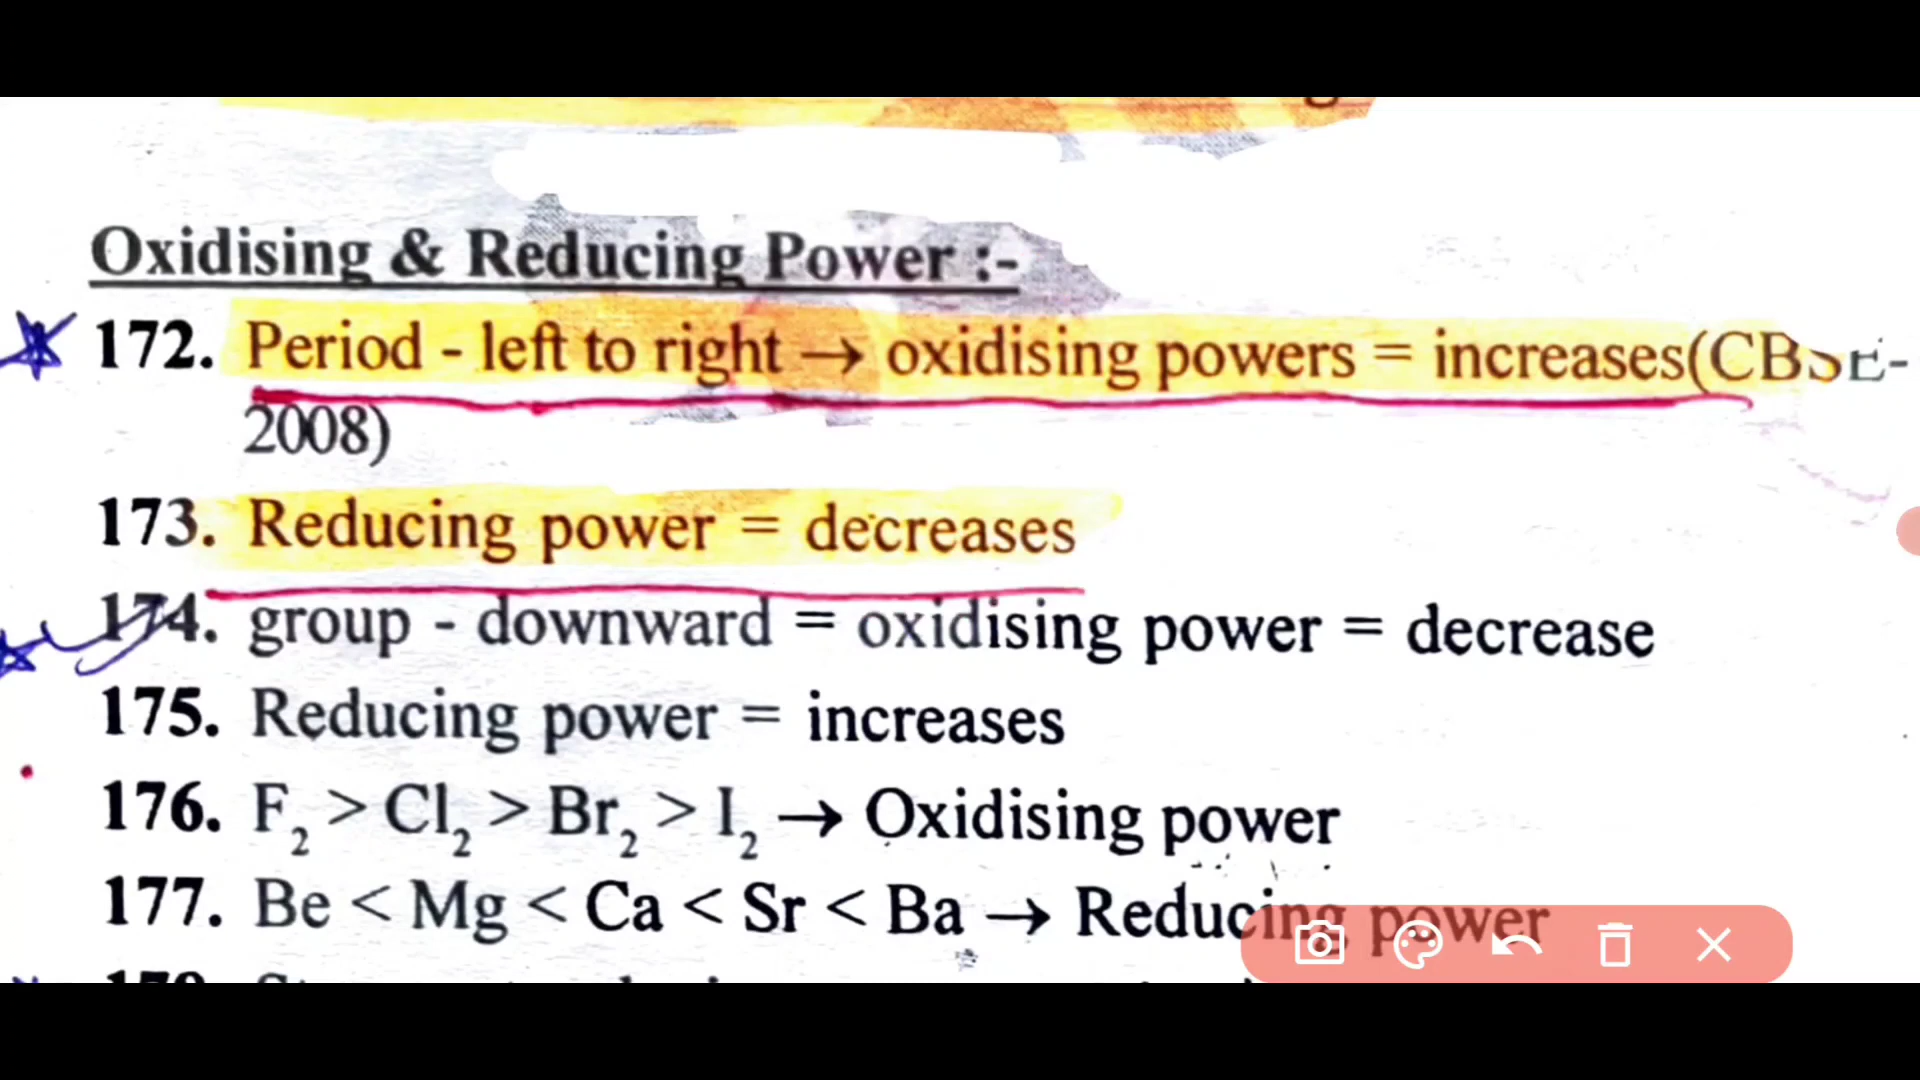 Oxidising & Reducing Power :-
172. Period - left to right → oxidising powers = increases(CBSE-
2008)
173. Reducing power = decreases
174. group - downward = oxidising power = decrease
175. Reducing power = increases
176. F₂ > Cl₂ > Br₂ > I₂ → Oxidising power
177. Be < Mg < Ca < Sr < Ba → Reducing power